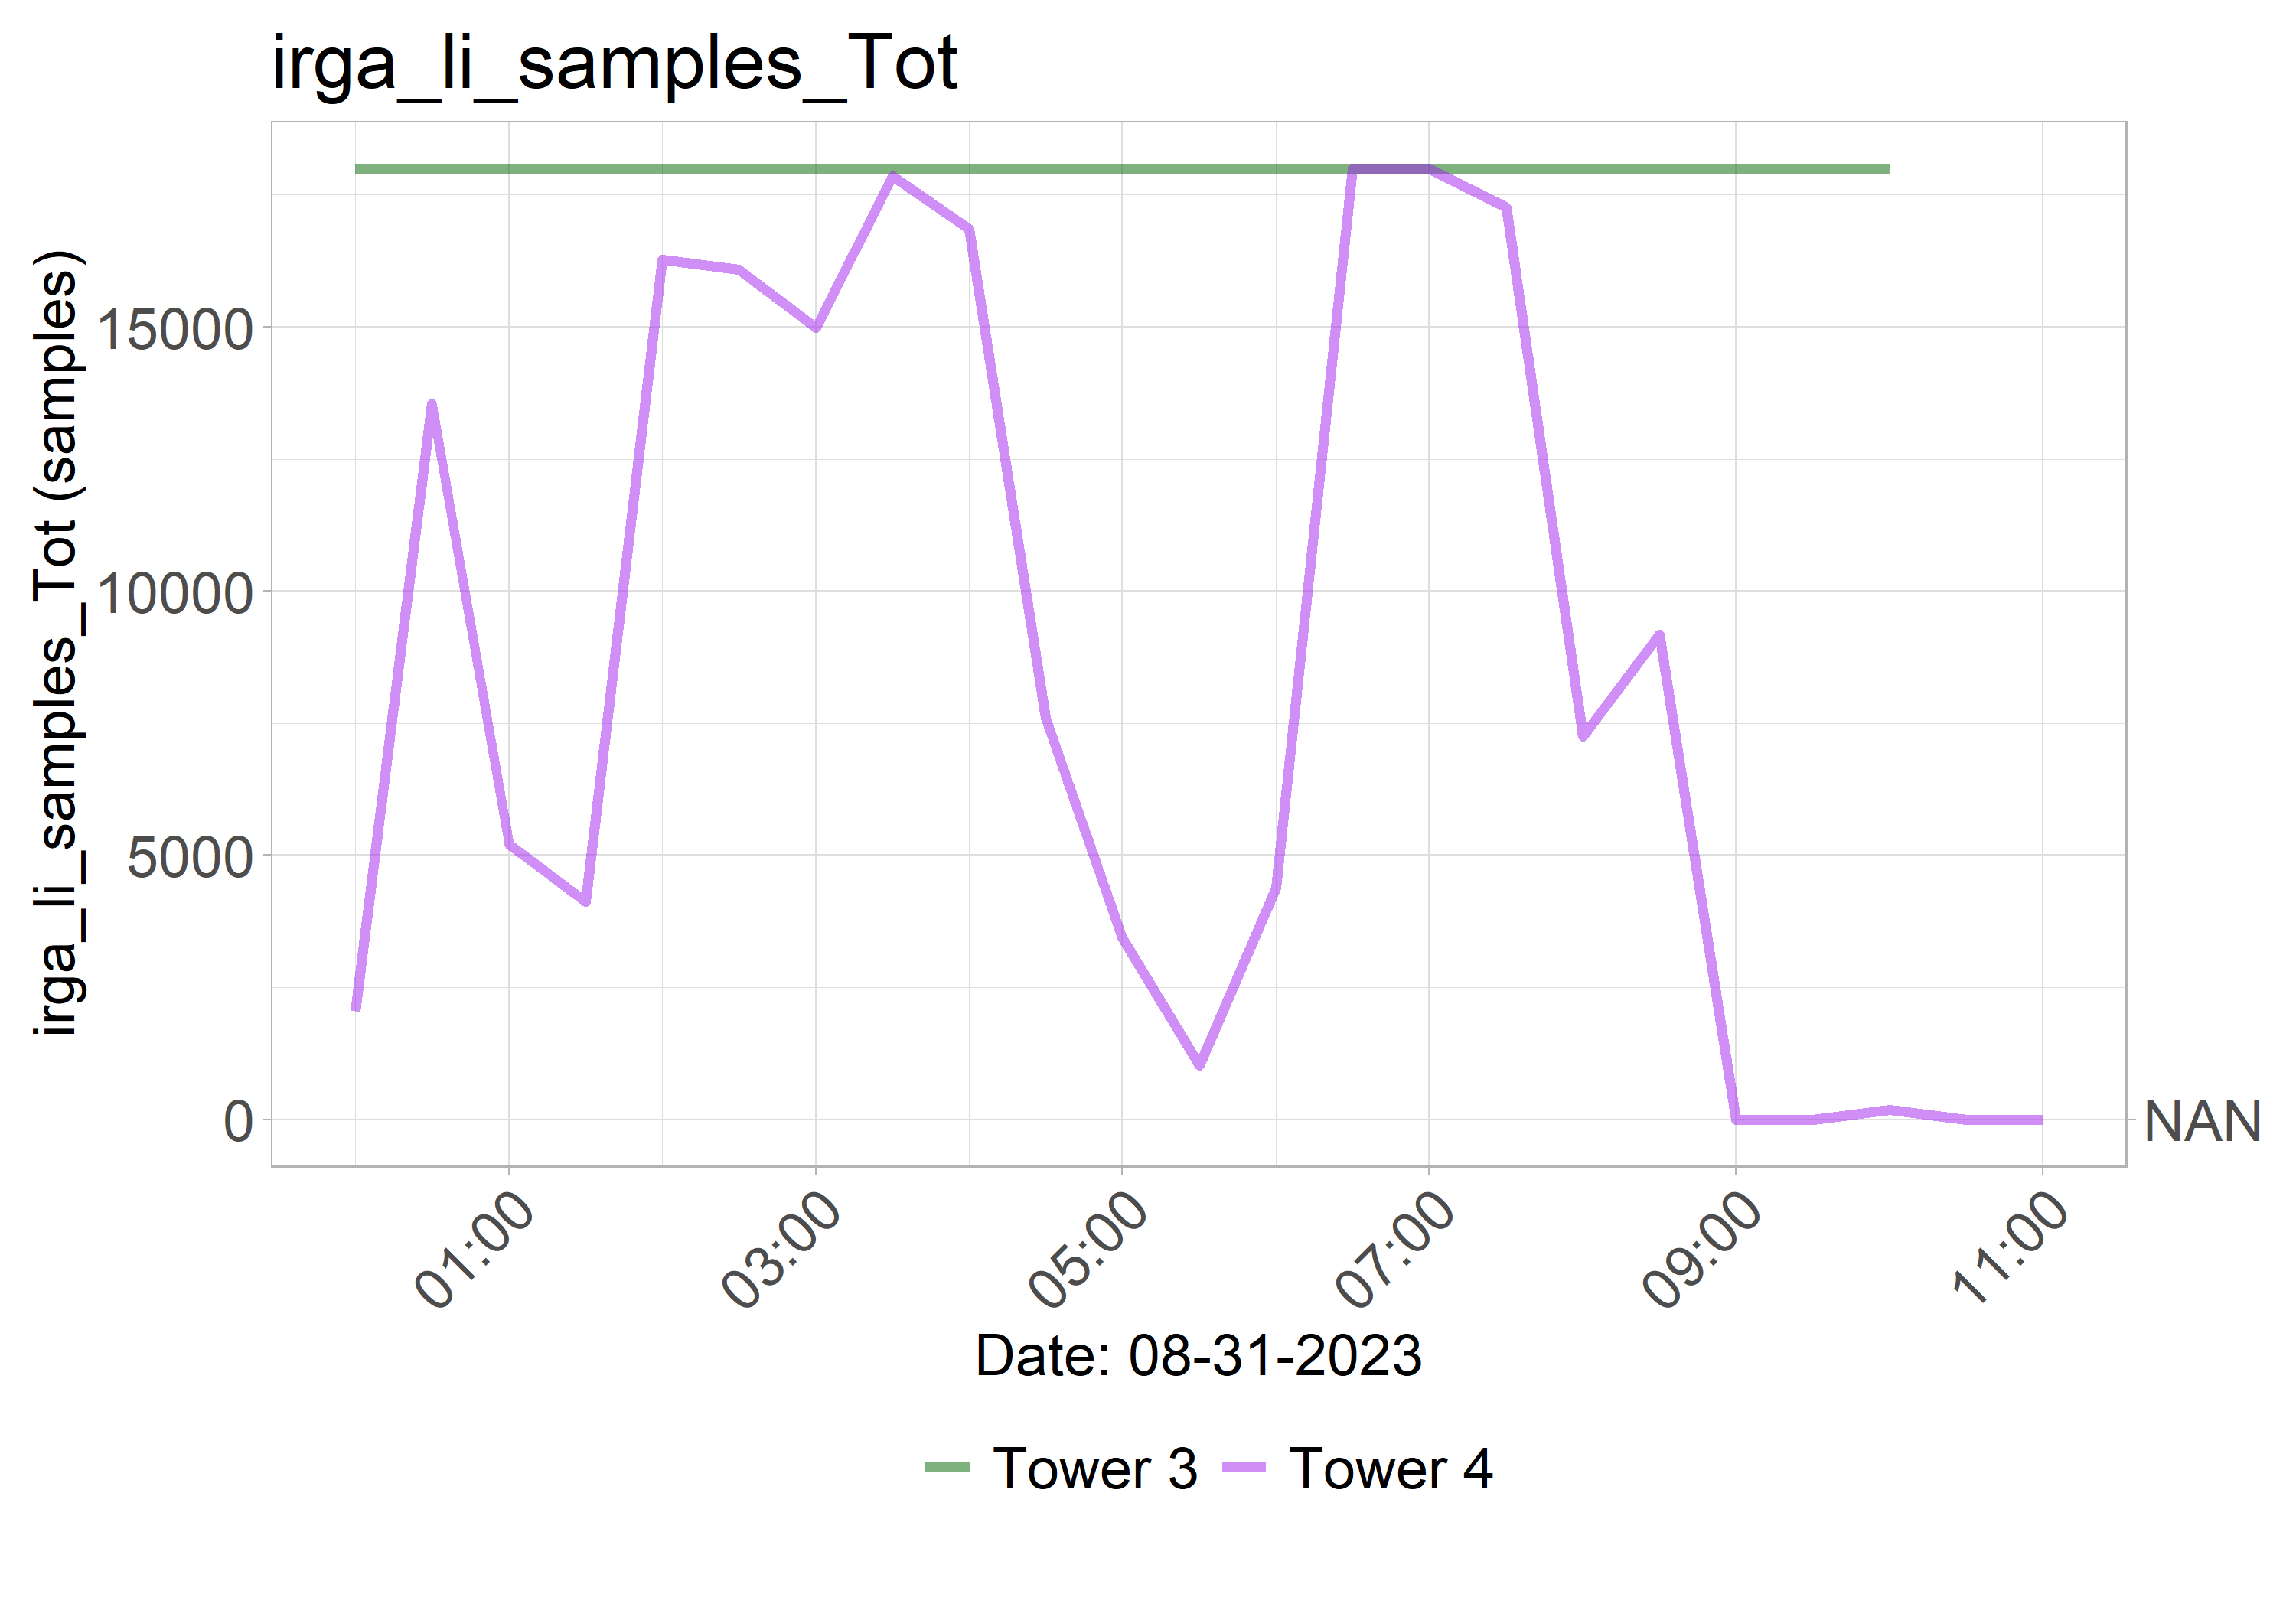 irga_li_samples_Tot
irga_li_samples_Tot (samples)
15000
10000
5000
0
NAN
01:00
03:00
05:00
07:00
09:00
11:00
Date: 08-31-2023
Tower 3
Tower 4